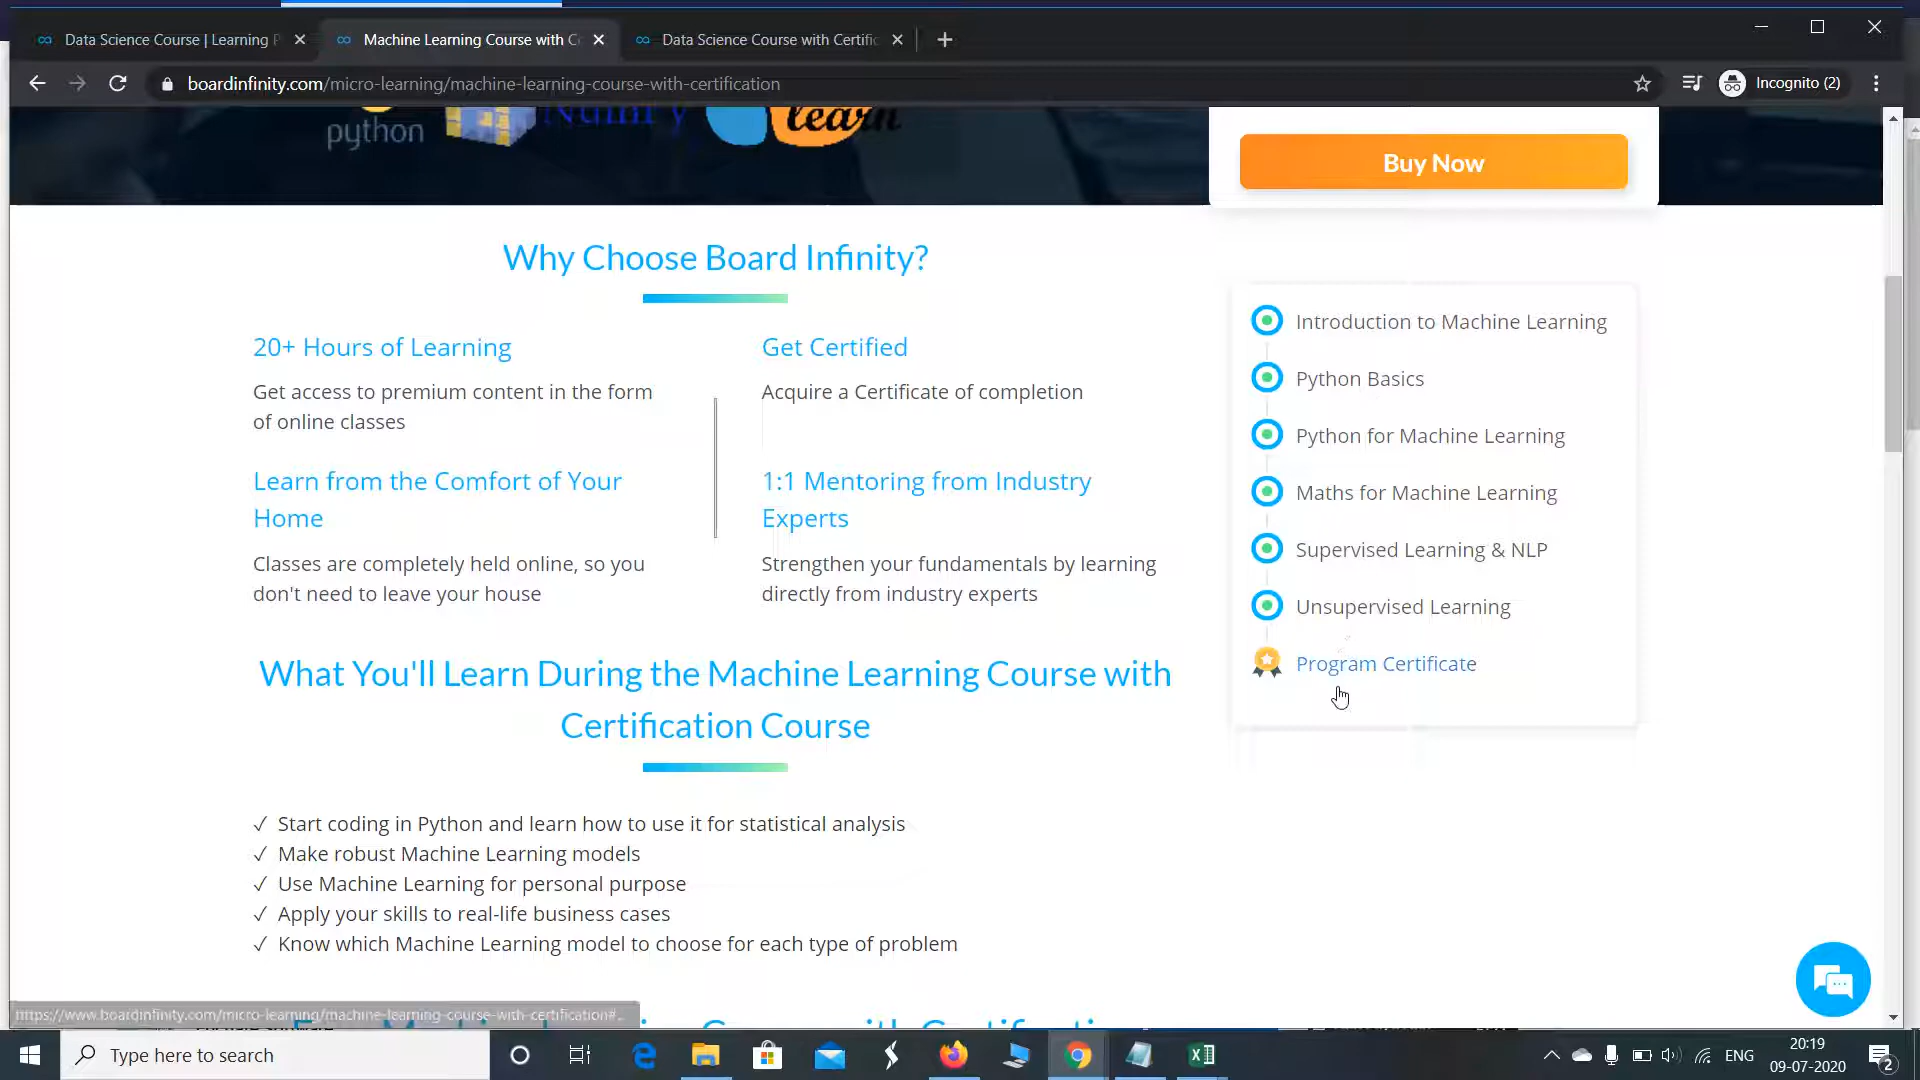 Data Science Course | Learning P
Machine Learning Course with C
Data Science Course with Certific
boardinfinity.com/micro-learning/machine-learning-course-with-certification
Incognito (2)
python
NumPy
learn
Buy Now
Why Choose Board Infinity?
20+ Hours of Learning
Get access to premium content in the form
of online classes
Get Certified
Acquire a Certificate of completion
Learn from the Comfort of Your
Home
Classes are completely held online, so you
don't need to leave your house
1:1 Mentoring from Industry
Experts
Strengthen your fundamentals by learning
directly from industry experts
Introduction to Machine Learning
Python Basics
Python for Machine Learning
Maths for Machine Learning
Supervised Learning & NLP
Unsupervised Learning
Program Certificate
What You'll Learn During the Machine Learning Course with
Certification Course
✓ Start coding in Python and learn how to use it for statistical analysis
✓ Make robust Machine Learning models
✓ Use Machine Learning for personal purpose
✓ Apply your skills to real-life business cases
✓ Know which Machine Learning model to choose for each type of problem
https://www.boardinfinity.com/micro-learning/machine-learning-course-with-certification#...
Type here to search
ENG
20:19
09-07-2020
2